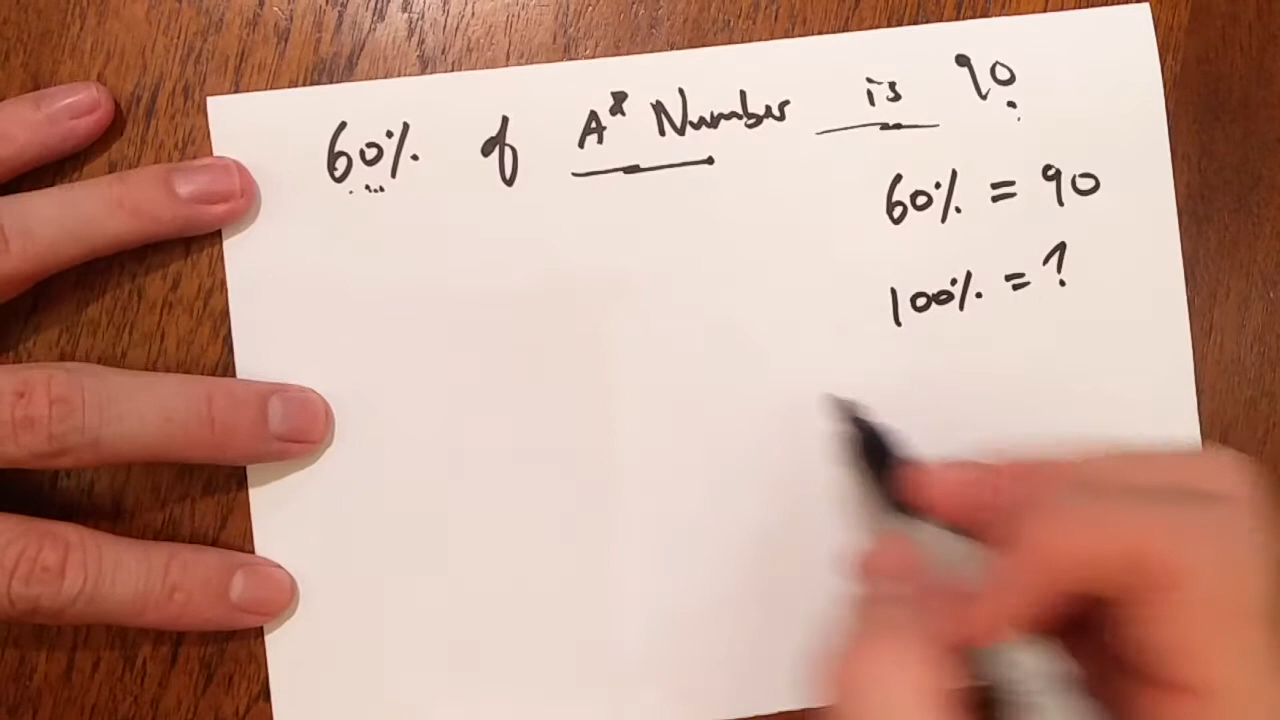 60% of A* Number is 90
60% = 90
100% = ?